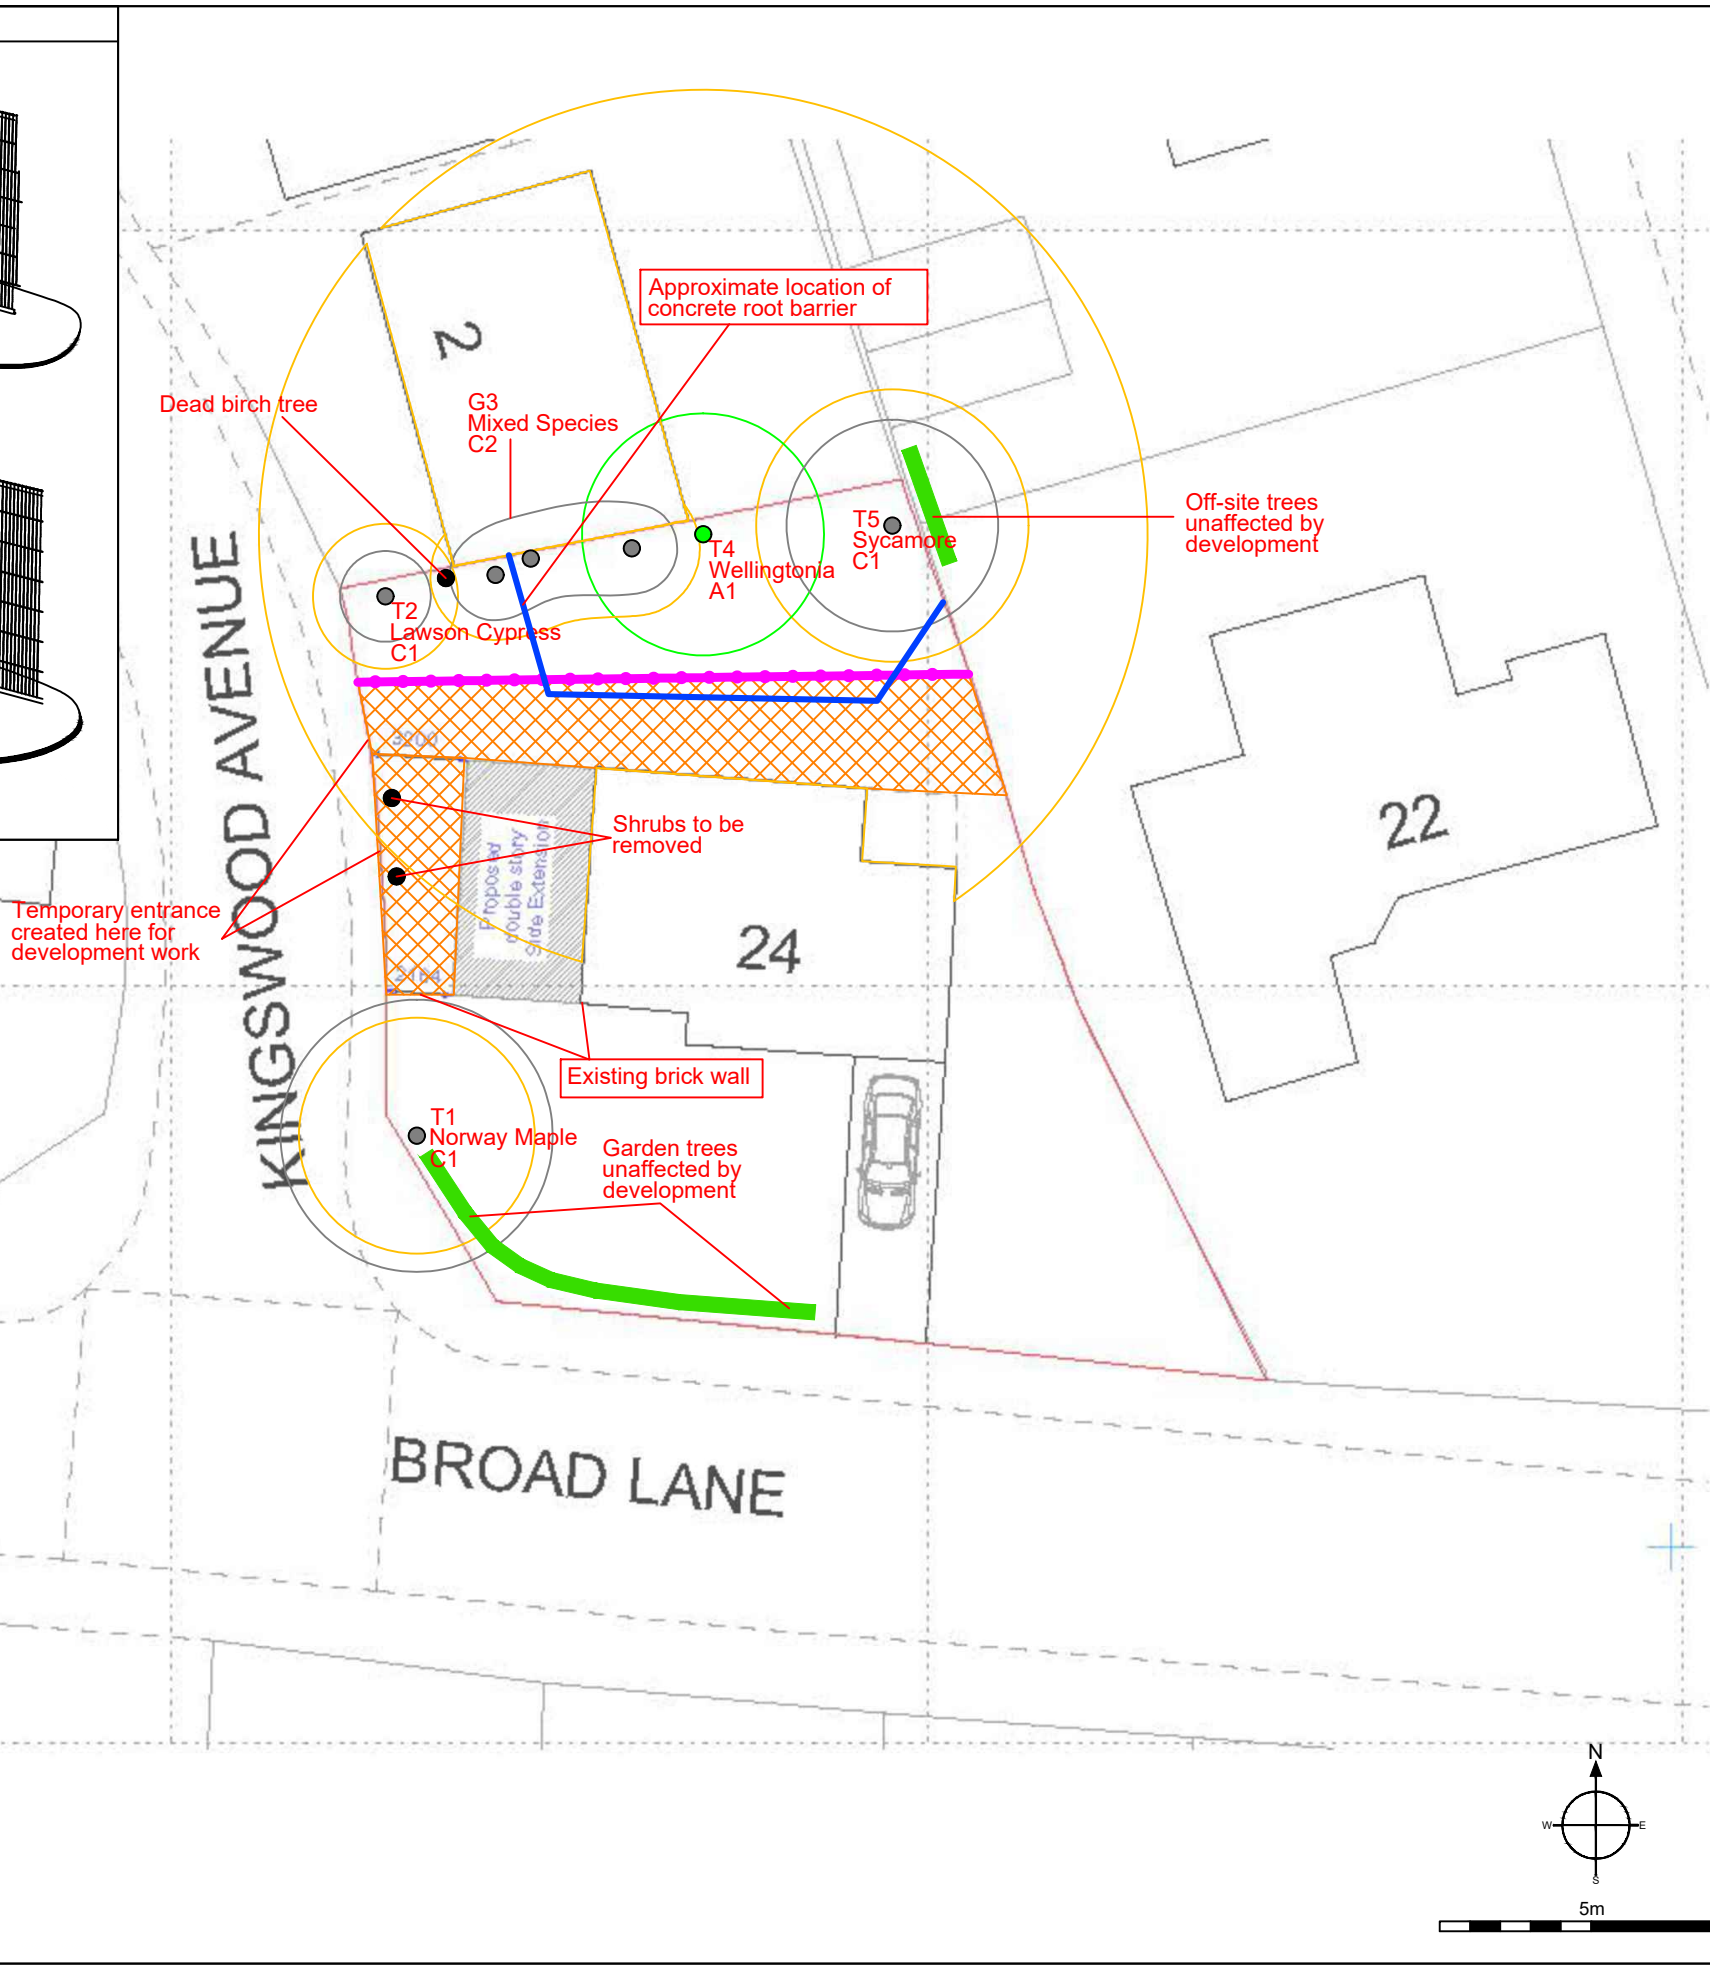 Approximate location of
concrete root barrier
2
Dead birch tree
G3
Mixed Species
C2
Off-site trees
unaffected by
development
T5
Sycamore
C1
T4
Wellingtonia
A1
T2
Lawson Cypress
C1
KINGSWOOD AVENUE
3200
22
Shrubs to be
removed
Proposed
double story
Side Extension
Temporary entrance
created here for
development work
24
2164
Existing brick wall
T1
Norway Maple
C1
Garden trees
unaffected by
development
BROAD LANE
N
W
E
S
5m